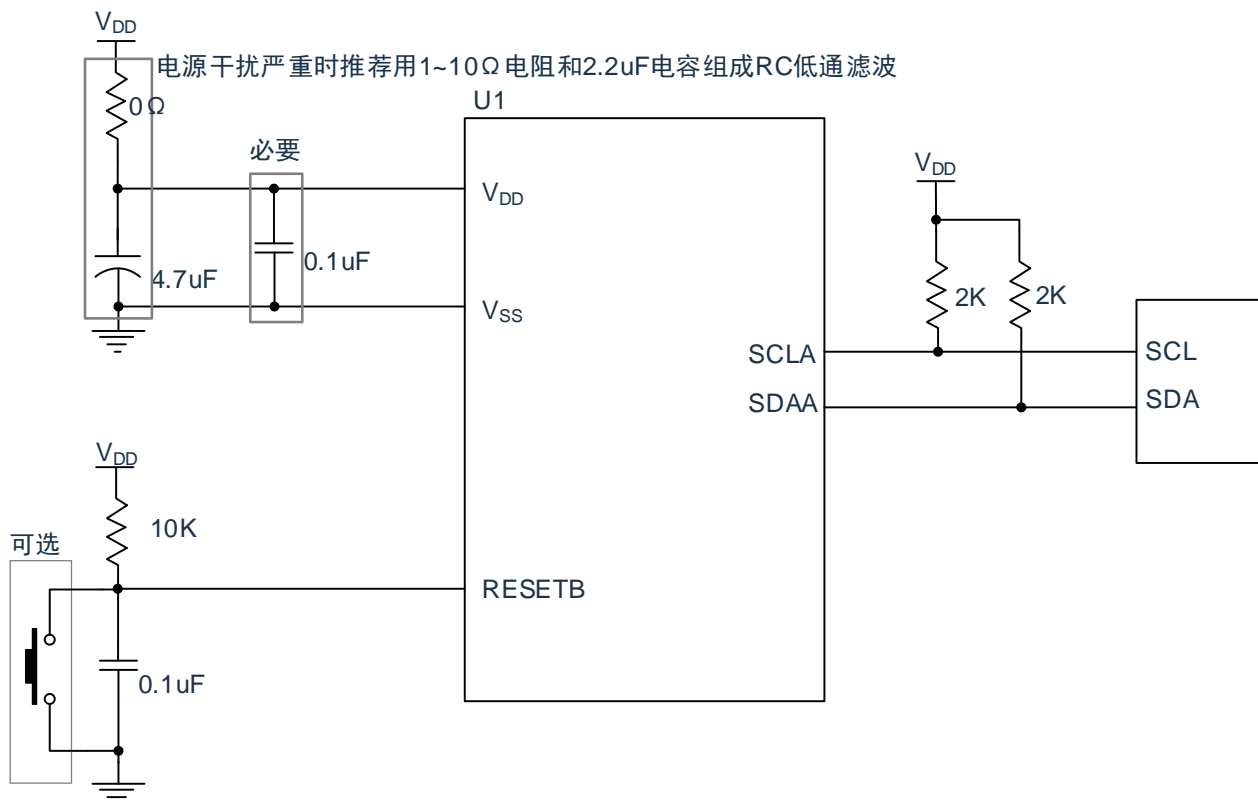 VDD
电源干扰严重时推荐用1~10Ω电阻和2.2uF电容组成RC低通滤波
0Ω
U1
必要
VDD
VDD
0.1uF
4.7uF
VSS
2K
2K
SCLA
SCL
SDAA
SDA
VDD
10K
可选
RESETB
0.1uF